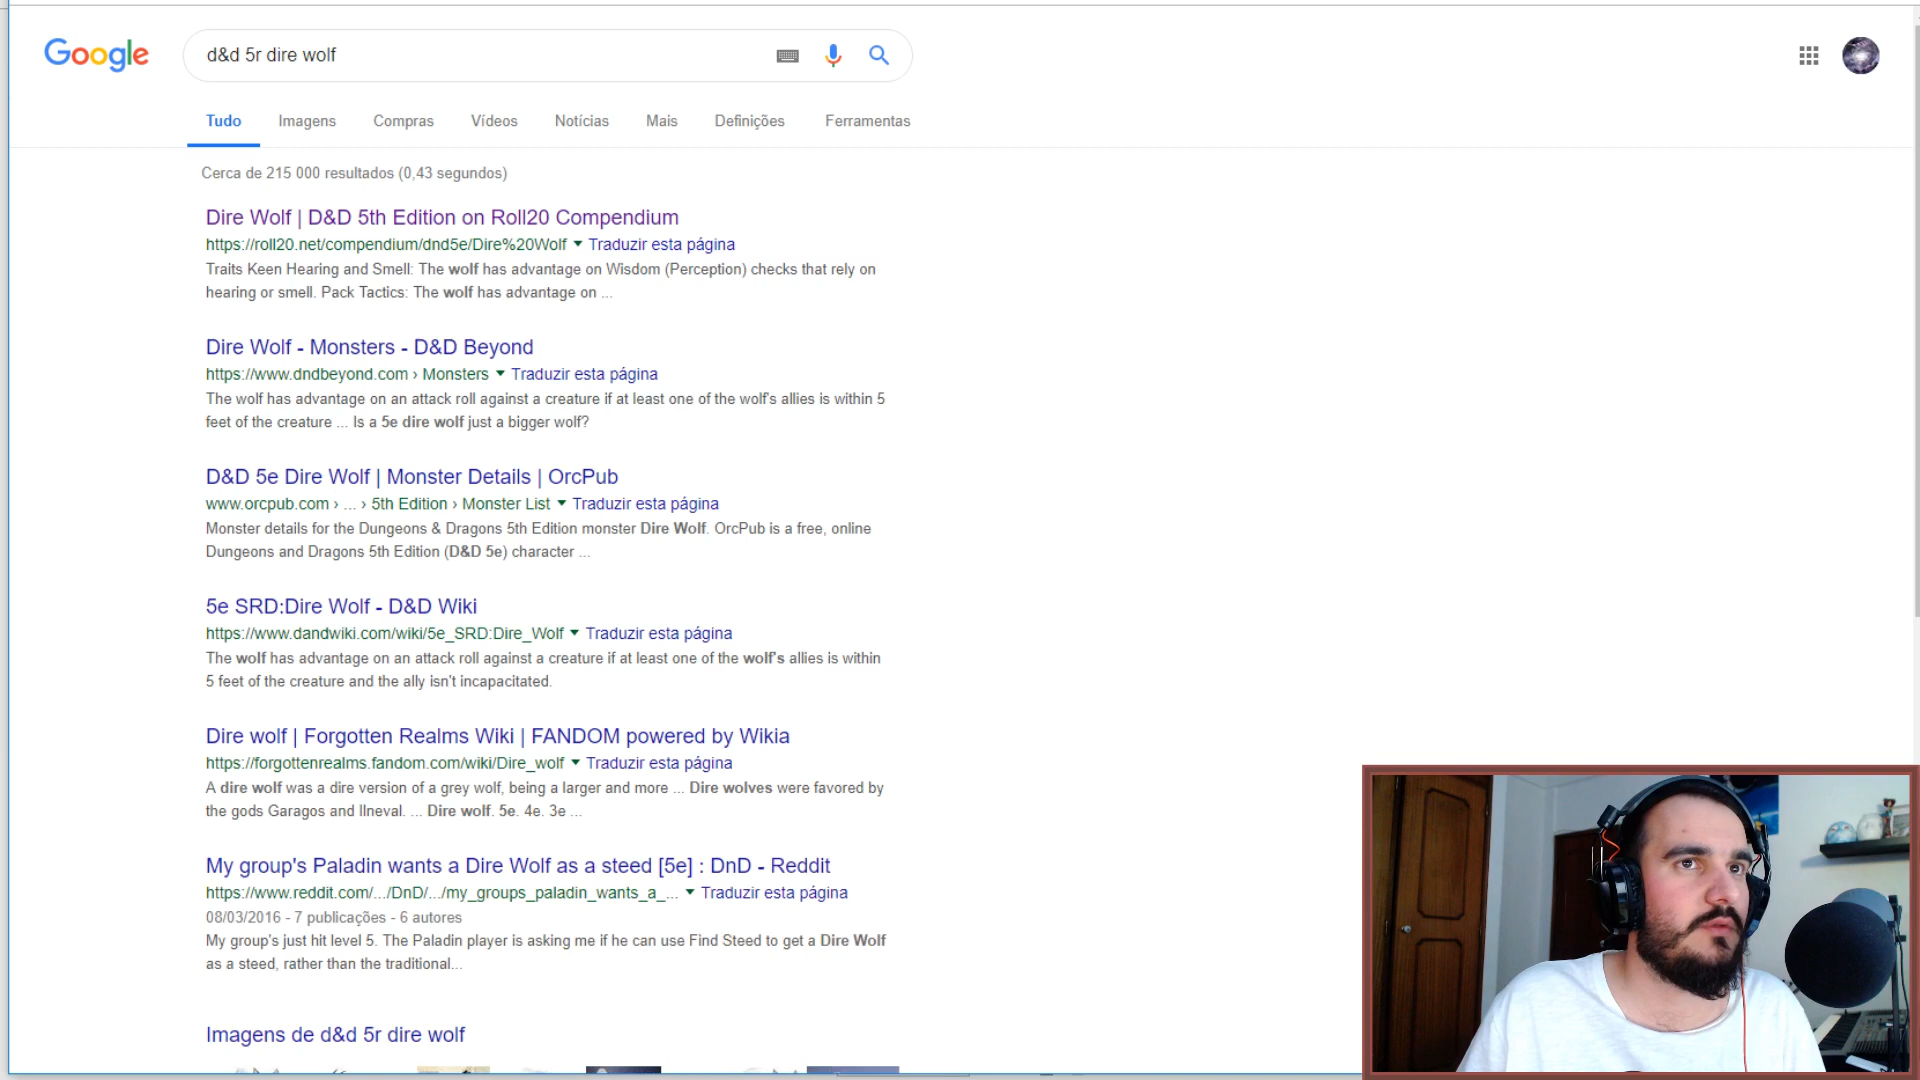 Google
d&d 5r dire wolf
Tudo Imagens Compras Vídeos Notícias Mais Definições Ferramentas
Cerca de 215 000 resultados (0,43 segundos)
Dire Wolf | D&D 5th Edition on Roll20 Compendium
https://roll20.net/compendium/dnd5e/Dire%20Wolf ▼ Traduzir esta página
Traits Keen Hearing and Smell: The wolf has advantage on Wisdom (Perception) checks that rely on
hearing or smell. Pack Tactics: The wolf has advantage on ...
Dire Wolf - Monsters - D&D Beyond
https://www.dndbeyond.com › Monsters ▼ Traduzir esta página
The wolf has advantage on an attack roll against a creature if at least one of the wolf's allies is within 5
feet of the creature ... Is a 5e dire wolf just a bigger wolf?
D&D 5e Dire Wolf | Monster Details | OrcPub
www.orcpub.com › ... › 5th Edition › Monster List ▼ Traduzir esta página
Monster details for the Dungeons & Dragons 5th Edition monster Dire Wolf. OrcPub is a free, online
Dungeons and Dragons 5th Edition (D&D 5e) character ...
5e SRD:Dire Wolf - D&D Wiki
https://www.dandwiki.com/wiki/5e_SRD:Dire_Wolf ▼ Traduzir esta página
The wolf has advantage on an attack roll against a creature if at least one of the wolf's allies is within
5 feet of the creature and the ally isn't incapacitated.
Dire wolf | Forgotten Realms Wiki | FANDOM powered by Wikia
https://forgottenrealms.fandom.com/wiki/Dire_wolf ▼ Traduzir esta página
A dire wolf was a dire version of a grey wolf, being a larger and more ... Dire wolves were favored by
the gods Garagos and Ilneval. ... Dire wolf. 5e. 4e. 3e ...
My group's Paladin wants a Dire Wolf as a steed [5e] : DnD - Reddit
https://www.reddit.com/.../DnD/.../my_groups_paladin_wants_a_... ▼ Traduzir esta página
08/03/2016 - 7 publicações - 6 autores
My group's just hit level 5. The Paladin player is asking me if he can use Find Steed to get a Dire Wolf
as a steed, rather than the traditional...
Imagens de d&d 5r dire wolf